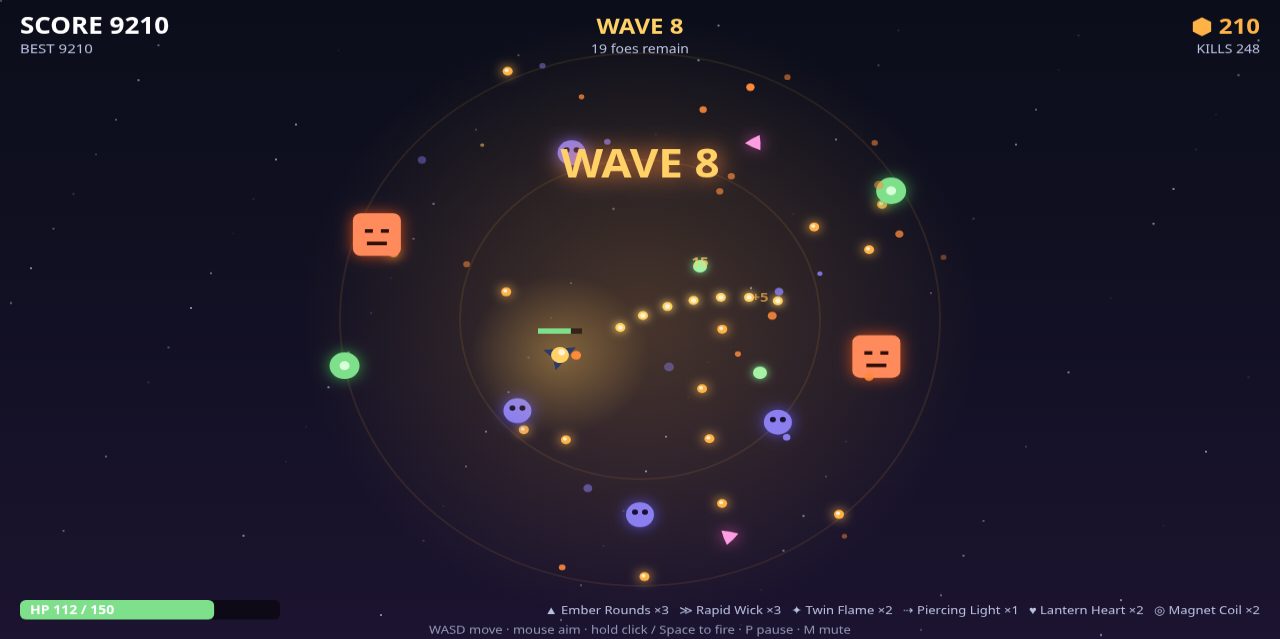 SCORE 9210
BEST 9210
WAVE 8
19 foes remain
210
KILLS 248
WAVE 8
15
+5
HP 112 / 150
▲ Ember Rounds ×3 ≫ Rapid Wick ×3 ✦ Twin Flame ×2 ⇢ Piercing Light ×1 ♥ Lantern Heart ×2 ◎ Magnet Coil ×2
WASD move · mouse aim · hold click / Space to fire · P pause · M mute